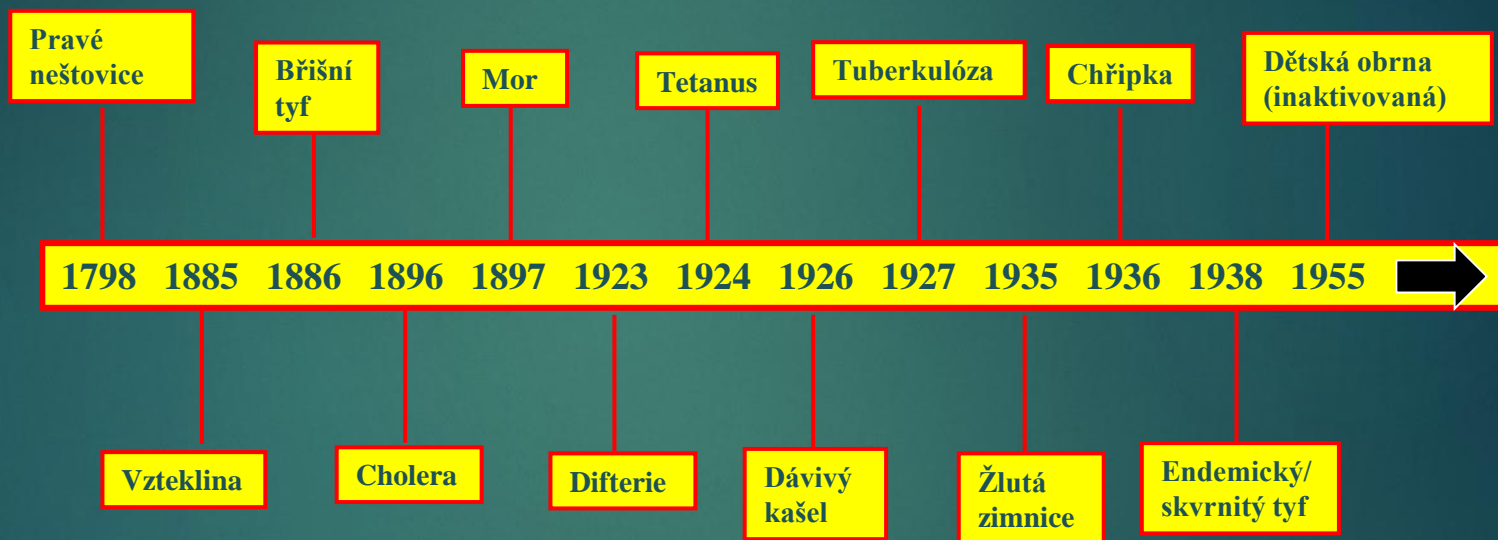 Pravé
neštovice
Břišní
tyf
Mor
Tetanus
Tuberkulóza
Chřipka
Dětská obrna
(inaktivovaná)
1798 1885 1886 1896 1897 1923 1924 1926 1927 1935 1936 1938 1955
Vzteklina
Cholera
Difterie
Dávivý
kašel
Žlutá
zimnice
Endemický/
skvrnitý tyf